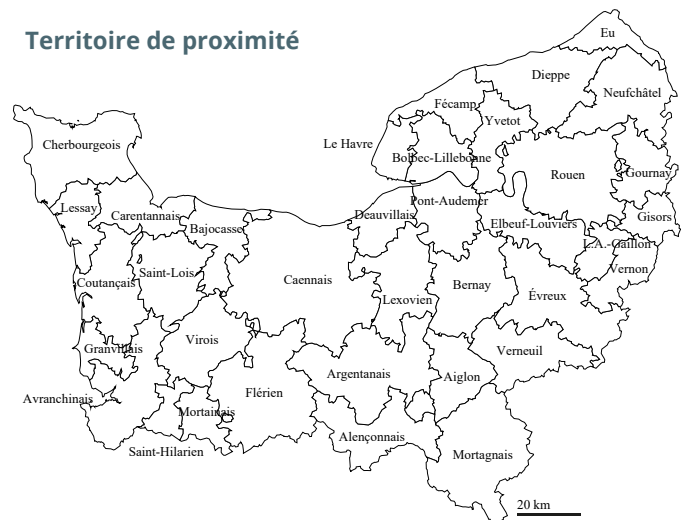 Territoire de proximité
Eu
Dieppe
Neufchâtel
Fécamp
Yvetot
Cherbourgeois
Le Havre
Bolbec-Lillebonne
Rouen
Gournay
Lessay
Carentannais
Deauvillais
Pont-Audemer
Gisors
Bajocasse
Elbeuf-Louviers
L.A.-Gaillon
Saint-Lois
Vernon
Coutançais
Caennais
Bernay
Lexovien
Évreux
Virois
Granvillais
Verneuil
Argentanais
Aiglon
Flérien
Avranchinais
Mortainais
Alençonnais
Saint-Hilarien
Mortagnais
20 km